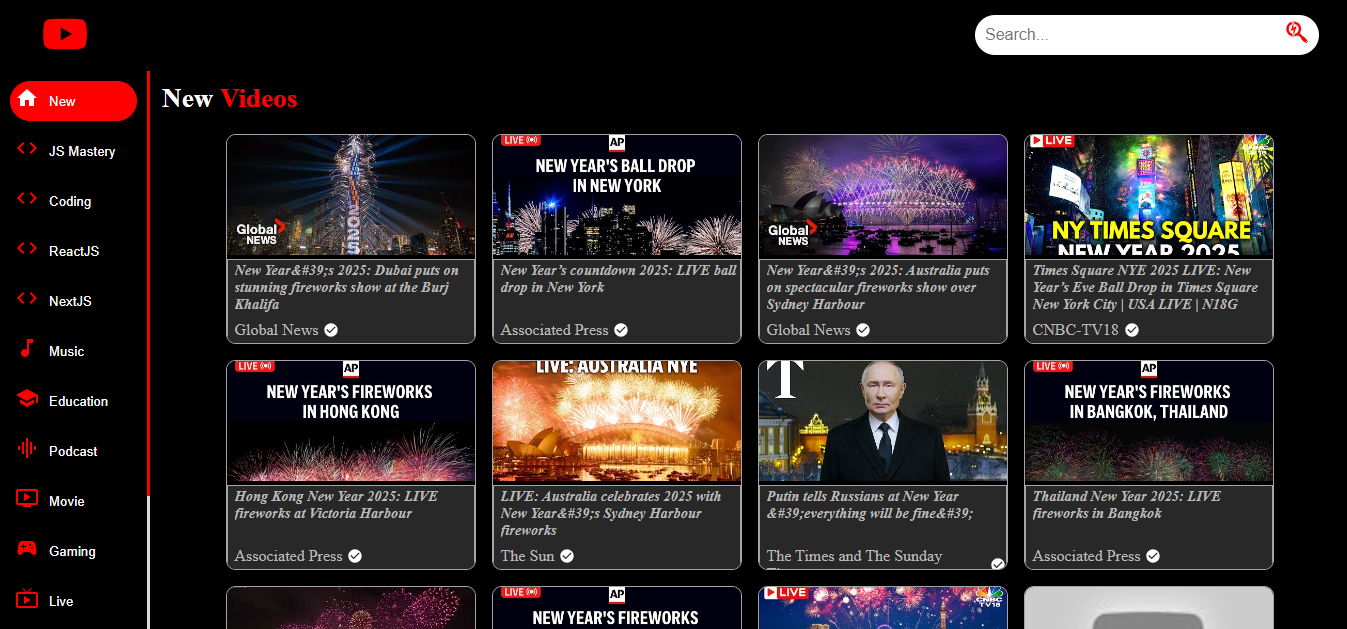 Search...
New
JS Mastery
Coding
ReactJS
NextJS
Music
Education
Podcast
Movie
Gaming
Live
New Videos
2025
Global
NEWS
New Year&#39;s 2025: Dubai puts on
stunning fireworks show at the Burj
Khalifa
Global News
LIVE
AP
NEW YEAR'S BALL DROP
IN NEW YORK
New Year’s countdown 2025: LIVE ball
drop in New York
Associated Press
Global
NEWS
New Year&#39;s 2025: Australia puts
on spectacular fireworks show over
Sydney Harbour
Global News
LIVE
NY TIMES SQUARE
NEW YEAR 2025
Times Square NYE 2025 LIVE: New
Year’s Eve Ball Drop in Times Square
New York City | USA LIVE | N18G
CNBC-TV18
LIVE
AP
NEW YEAR'S FIREWORKS
IN HONG KONG
Hong Kong New Year 2025: LIVE
fireworks at Victoria Harbour
Associated Press
LIVE: AUSTRALIA NYE
LIVE: Australia celebrates 2025 with
New Year&#39;s Sydney Harbour
fireworks
The Sun
T
Putin tells Russians at New Year
&#39;everything will be fine&#39;
The Times and The Sunday
LIVE
AP
NEW YEAR'S FIREWORKS
IN BANGKOK, THAILAND
Thailand New Year 2025: LIVE
fireworks in Bangkok
Associated Press
LIVE
AP
NEW YEAR'S FIREWORKS
LIVE
CNBC
TV18